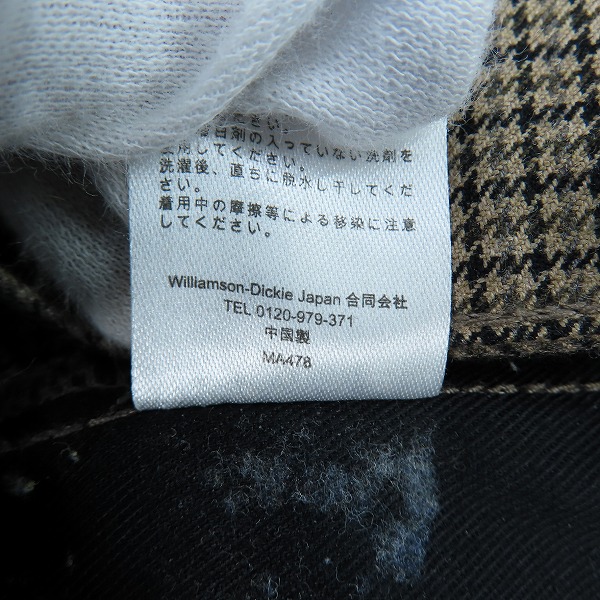 ださい。
白剤の入っていない洗剤を
用してください。
洗濯後、直ちに脱水し干してくだ
さい。
着用中の摩擦等による移染に注意
してください。
Williamson-Dickie Japan 合同会社
TEL 0120-979-371
中国製
MA478